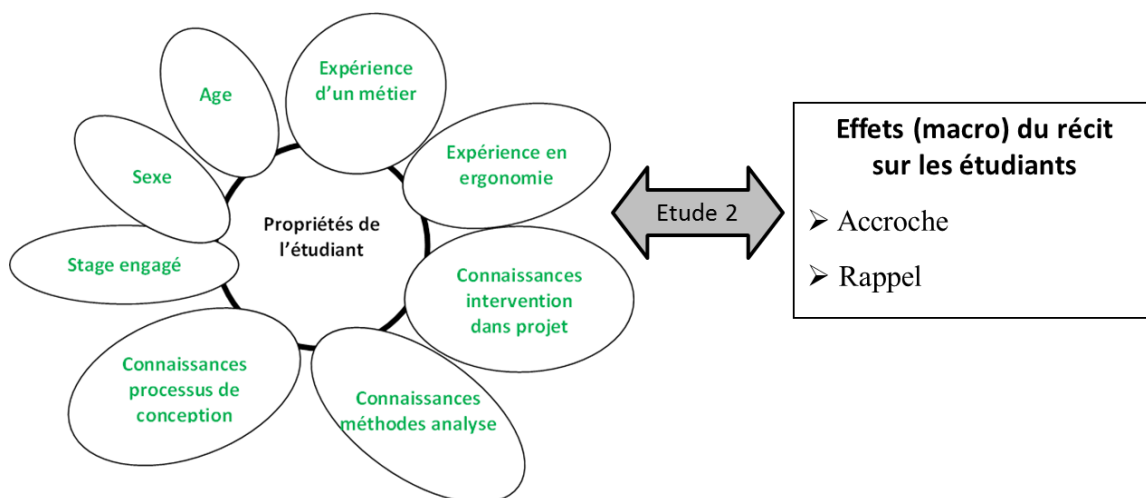 Expérience
d'un métier
Age
Expérience en
ergonomie
Sexe
Propriétés de
l'étudiant
Stage engagé
Connaissances
intervention
dans projet
Connaissances
processus de
conception
Connaissances
méthodes analyse
Etude 2
Effets (macro) du récit
sur les étudiants
➢ Accroche
➢ Rappel